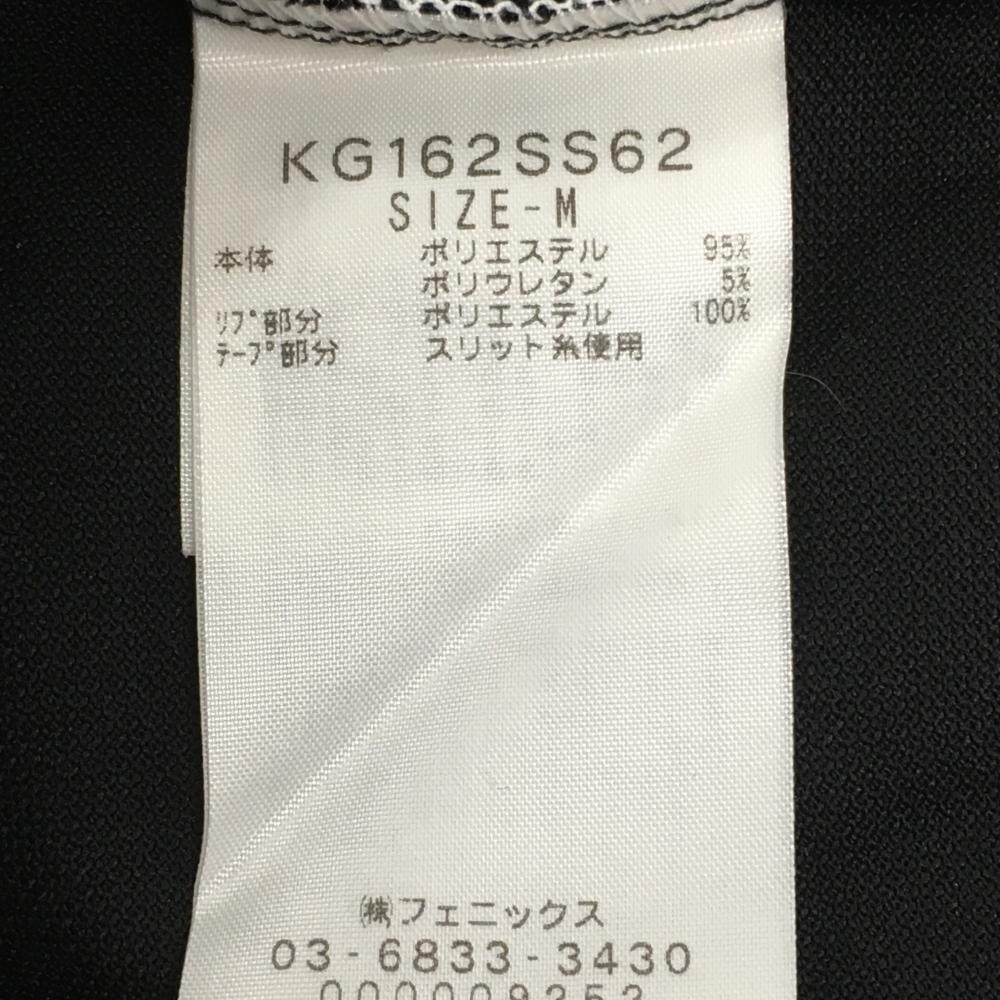 KG162SS62
SIZE-M
本体 ポリエステル 95%
ポリウレタン 5%
リプ部分 ポリエステル 100%
テープ部分 スリット糸使用
㈱フェニックス
03-6833-3430